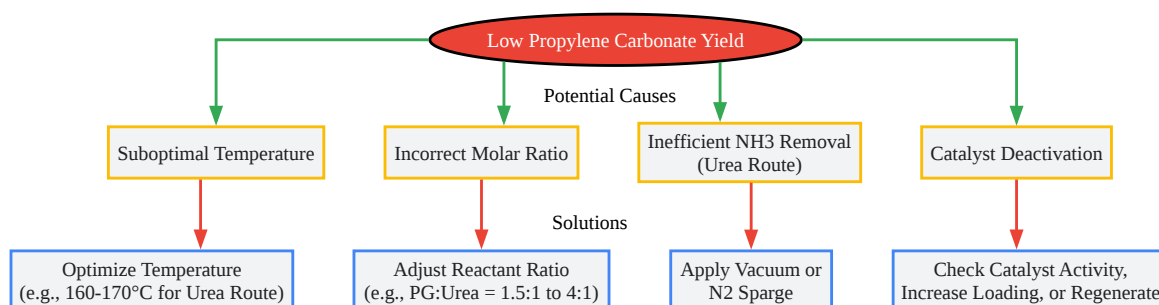 Low Propylene Carbonate Yield
Potential Causes
Suboptimal Temperature
Incorrect Molar Ratio
Inefficient NH3 Removal
(Urea Route)
Catalyst Deactivation
Solutions
Optimize Temperature
(e.g., 160-170°C for Urea Route)
Adjust Reactant Ratio
(e.g., PG:Urea = 1.5:1 to 4:1)
Apply Vacuum or
N2 Sparge
Check Catalyst Activity,
Increase Loading, or Regenerate